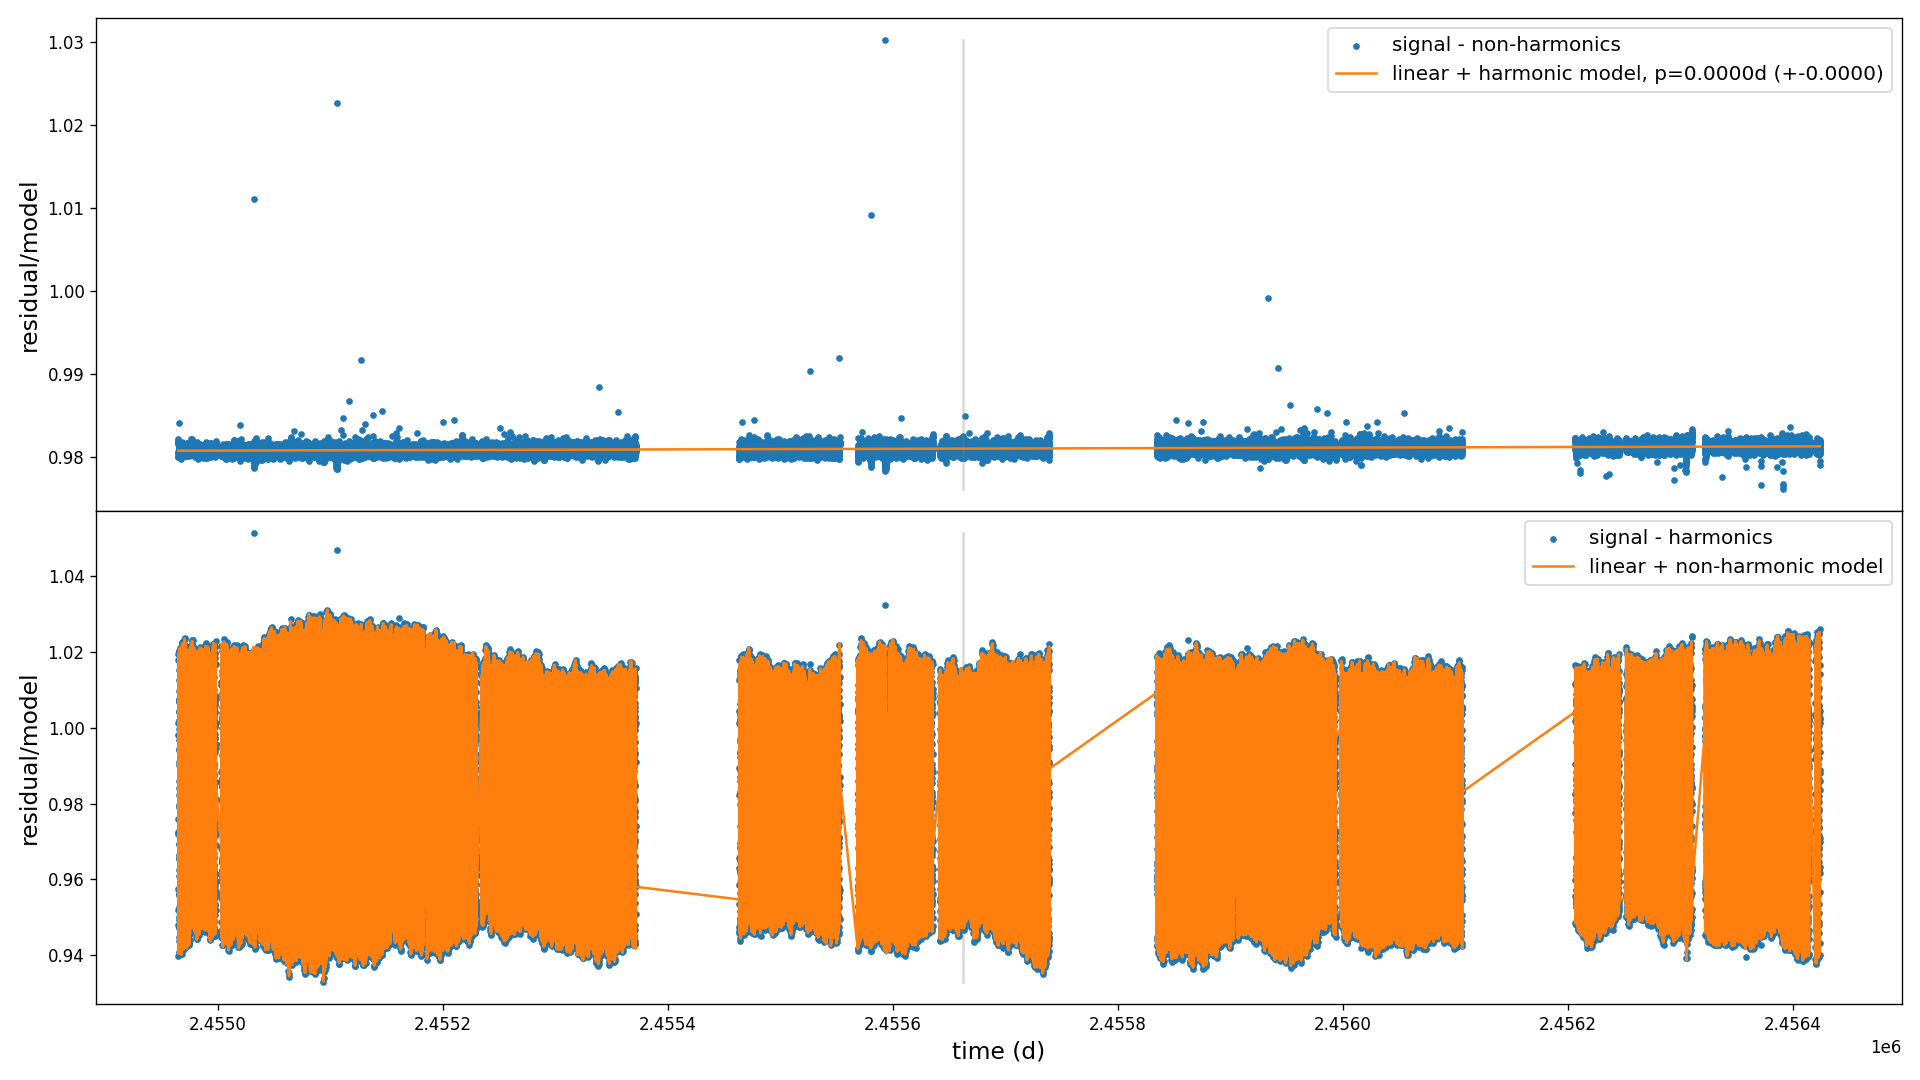 signal - non-harmonics
linear + harmonic model, p=0.0000d (+-0.0000)
residual/model
1.03
1.02
1.01
1.00
0.99
0.98
signal - harmonics
linear + non-harmonic model
residual/model
1.04
1.02
1.00
0.98
0.96
0.94
2.4550
2.4552
2.4554
2.4556
2.4558
2.4560
2.4562
2.4564
time (d)
1e6